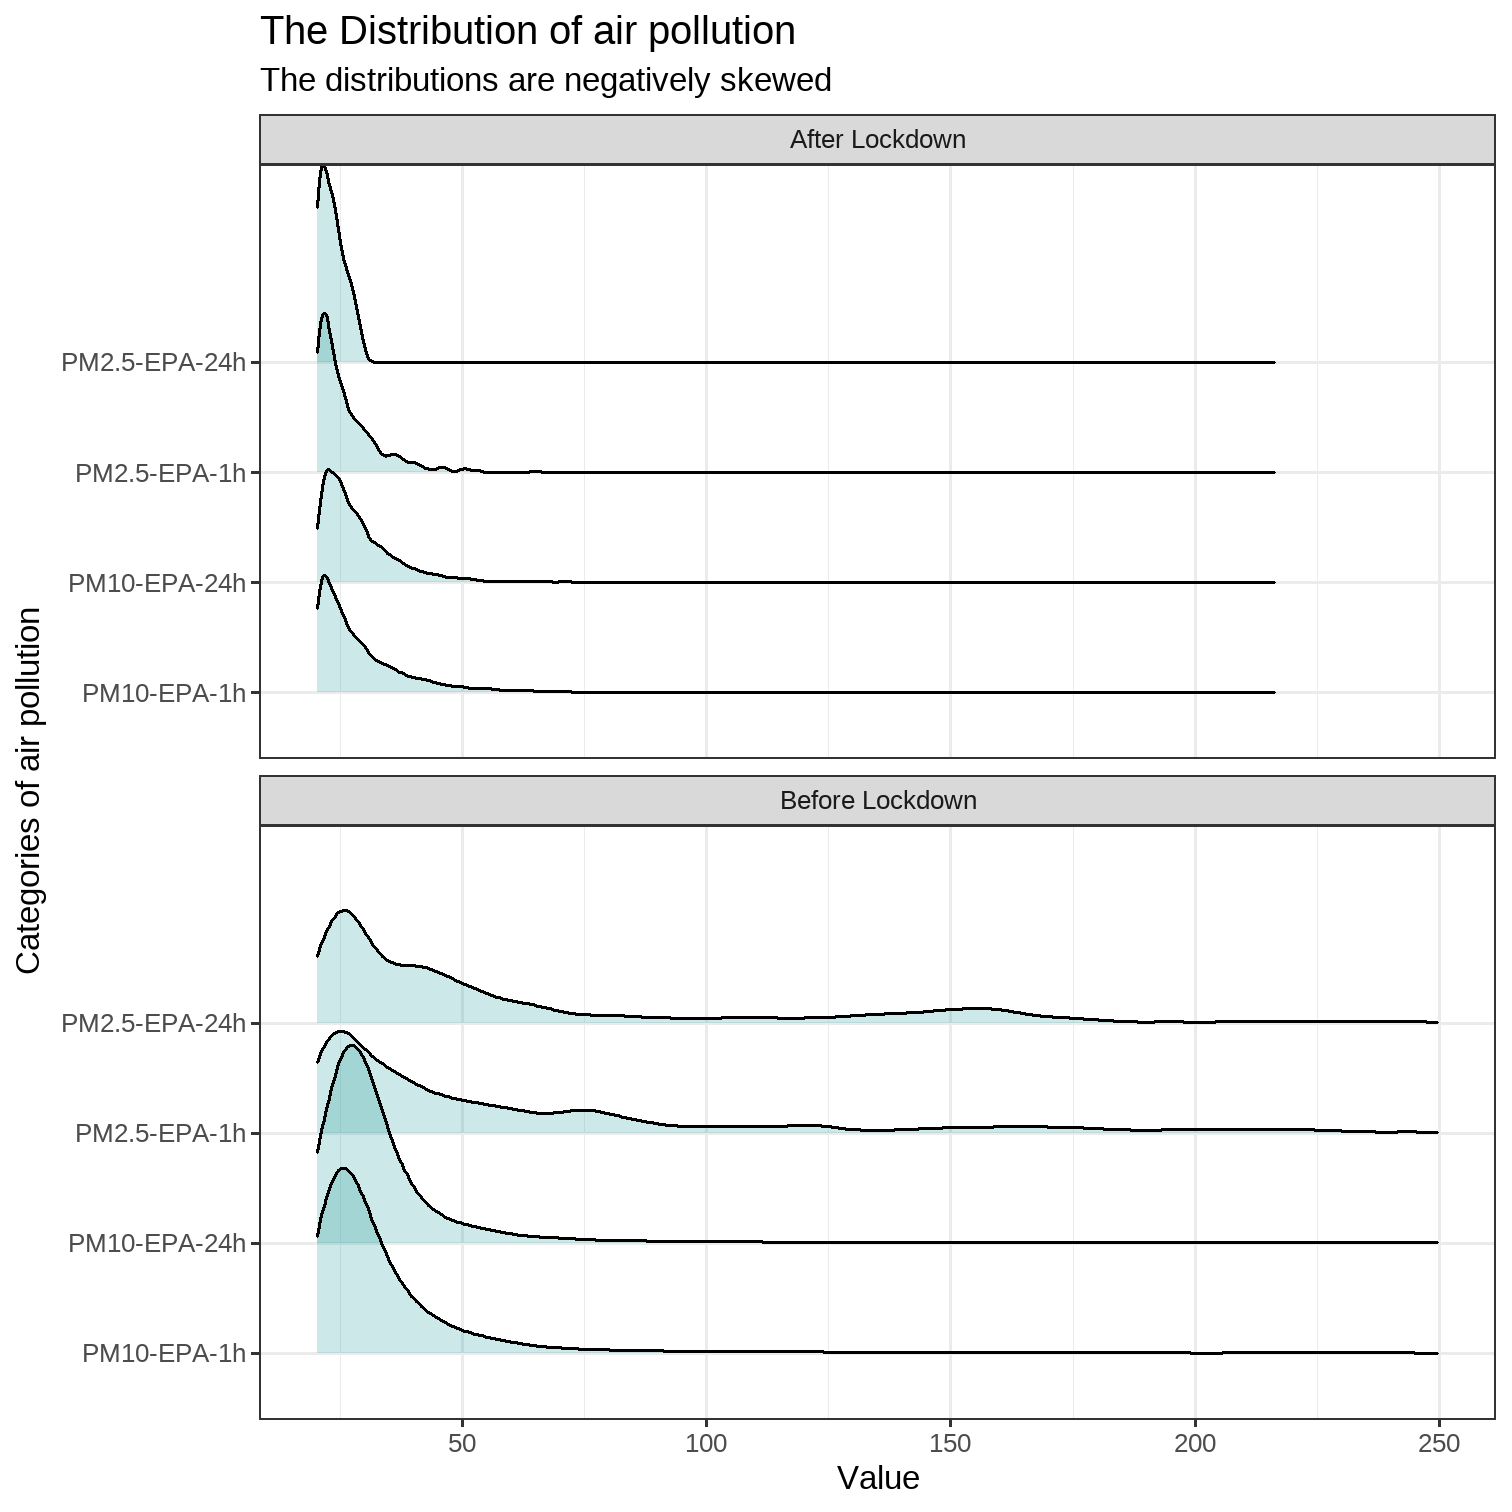 The Distribution of air pollution
The distributions are negatively skewed
After Lockdown
PM2.5-EPA-24h
PM2.5-EPA-1h
PM10-EPA-24h
PM10-EPA-1h
Categories of air pollution
Before Lockdown
PM2.5-EPA-24h
PM2.5-EPA-1h
PM10-EPA-24h
PM10-EPA-1h
50 100 150 200 250
Value